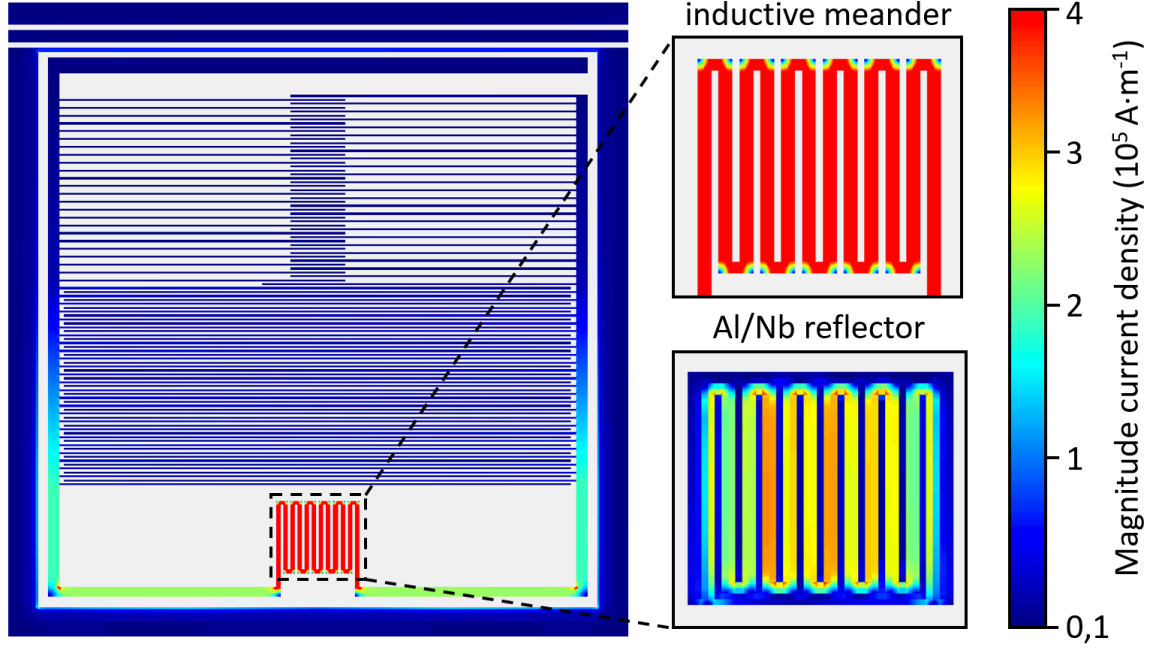 inductive meander
Al/Nb reflector
4
3
2
1
0,1
Magnitude current density (10⁵ A·m⁻¹)